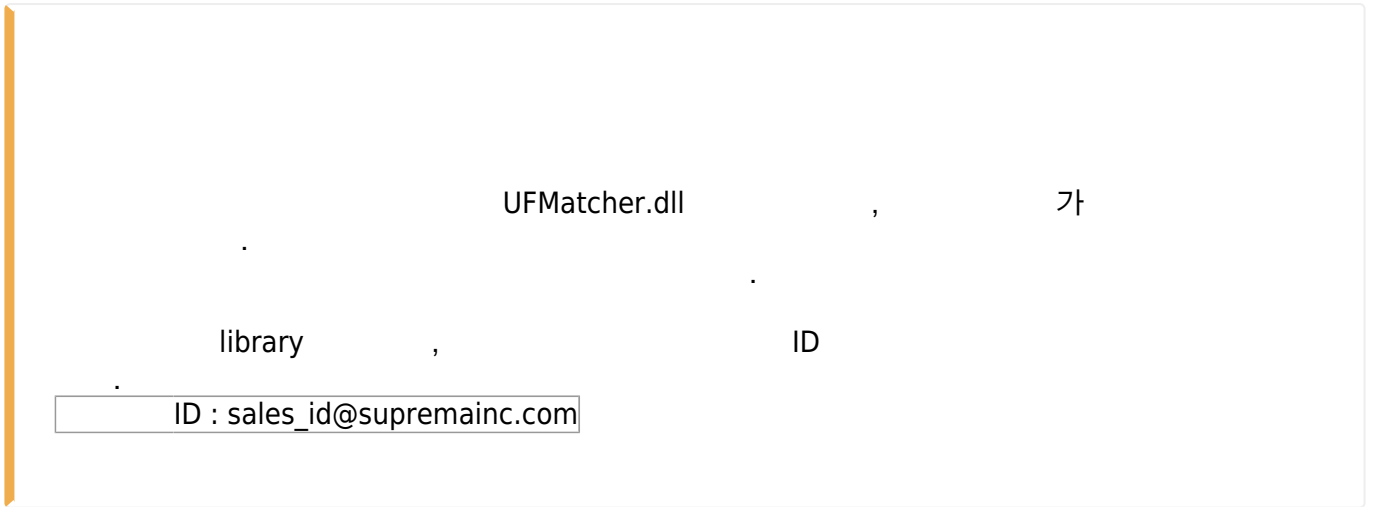 UFMatcher.dll , 가
.
.
library , ID
.
ID : sales_id@supremainc.com